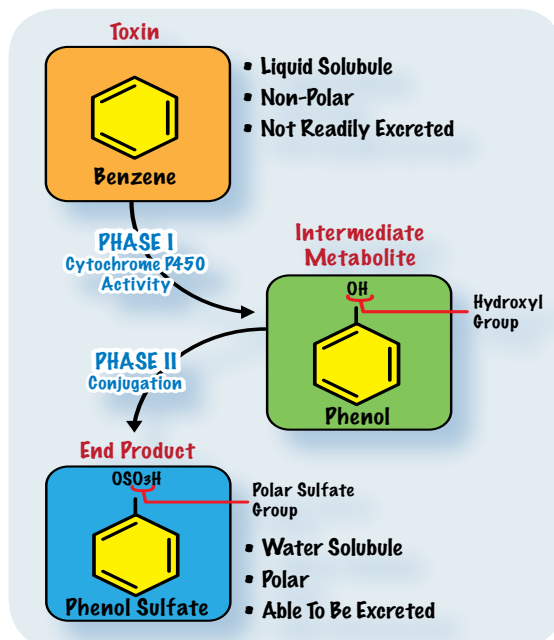 Toxin
Benzene
▪ Liquid Solubule
▪ Non-Polar
▪ Not Readily Excreted
PHASE I
Cytochrome P450
Activity
Intermediate
Metabolite
OH
Hydroxyl
Group
Phenol
PHASE II
Conjugation
End Product
OSO₃H
Polar Sulfate
Group
Phenol Sulfate
▪ Water Solubule
▪ Polar
▪ Able To Be Excreted